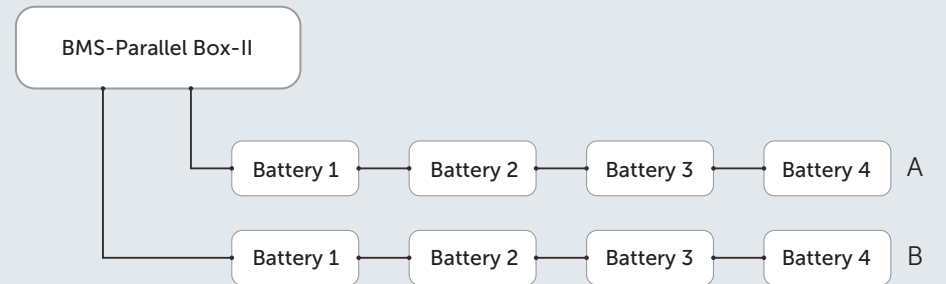 BMS-Parallel Box-II
Battery 1 Battery 2 Battery 3 Battery 4 A
Battery 1 Battery 2 Battery 3 Battery 4 B